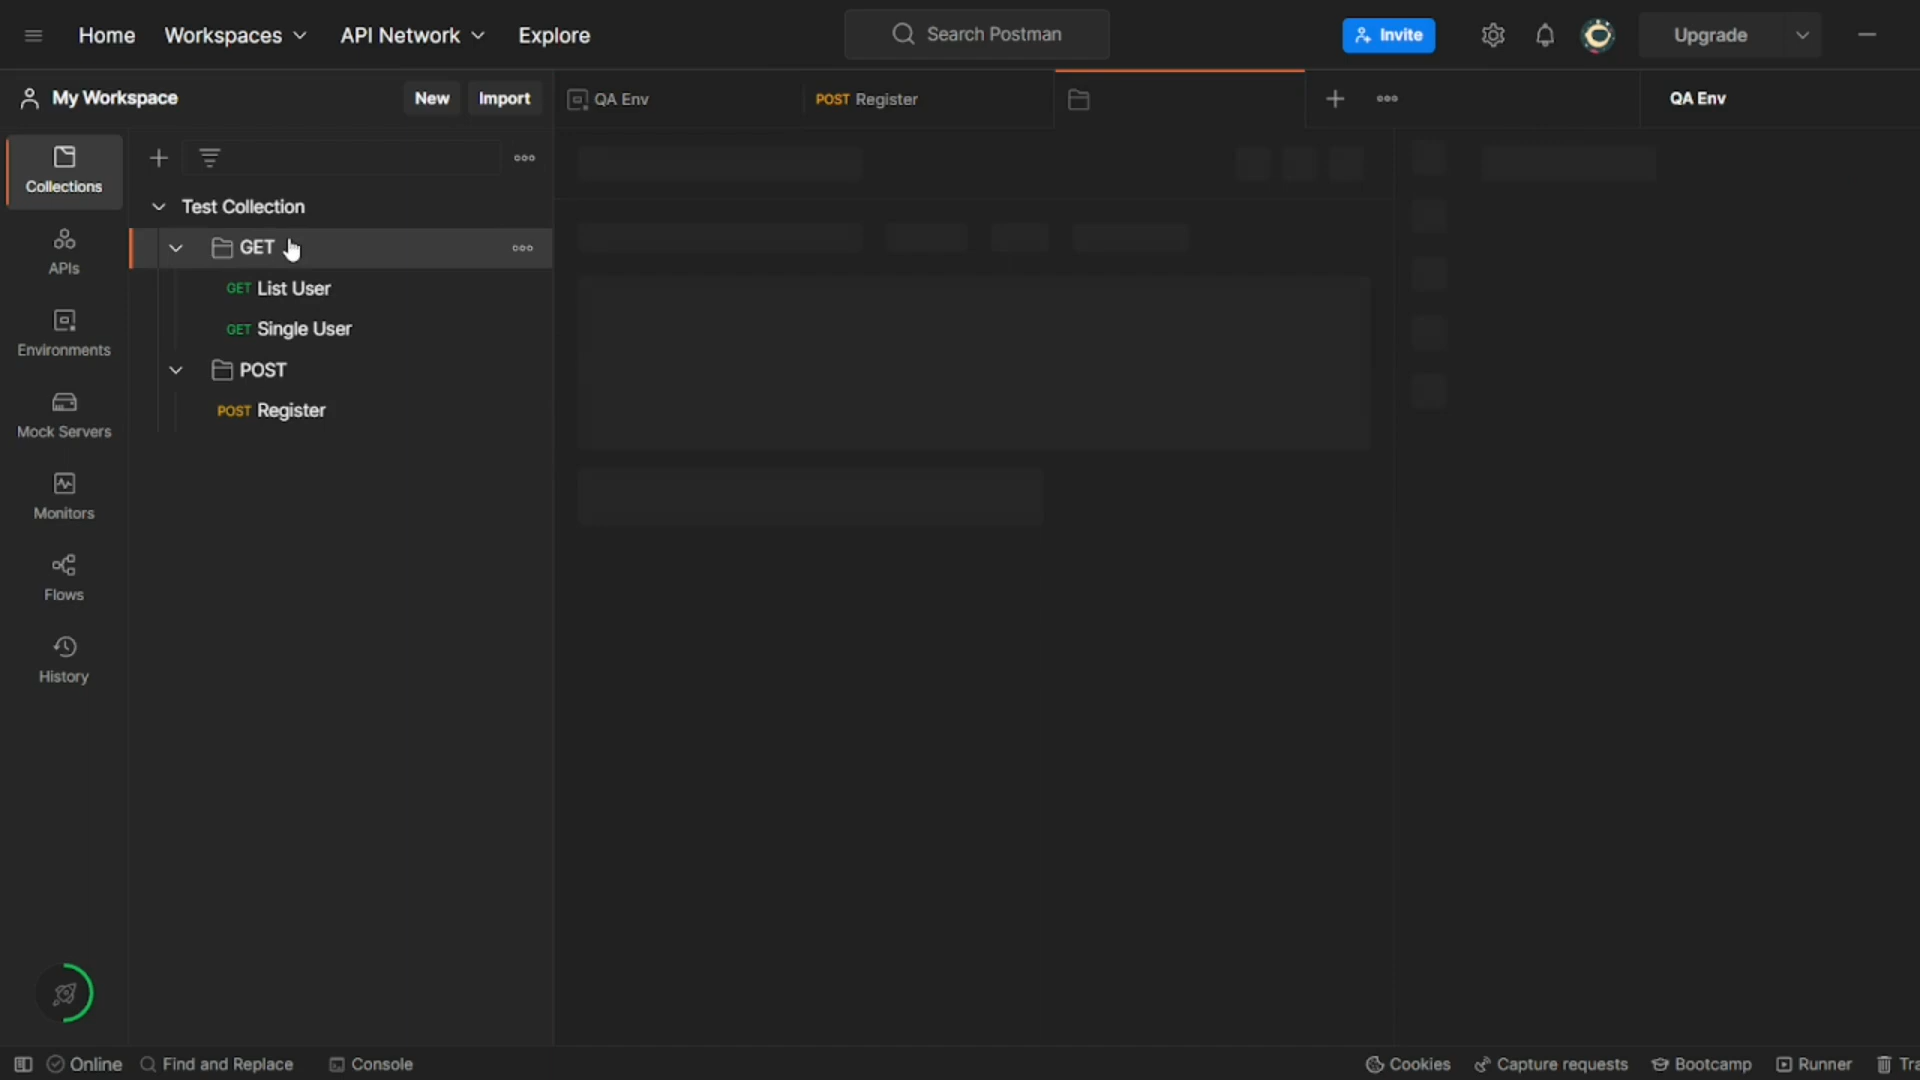 Home Workspaces API Network Explore Search Postman Invite Upgrade
My Workspace New Import QA Env POST Register QA Env
Collections
Test Collection
GET
APIs
GET List User
Environments
GET Single User
POST
Mock Servers
POST Register
Monitors
Flows
History
Online Find and Replace Console Cookies Capture requests Bootcamp Runner